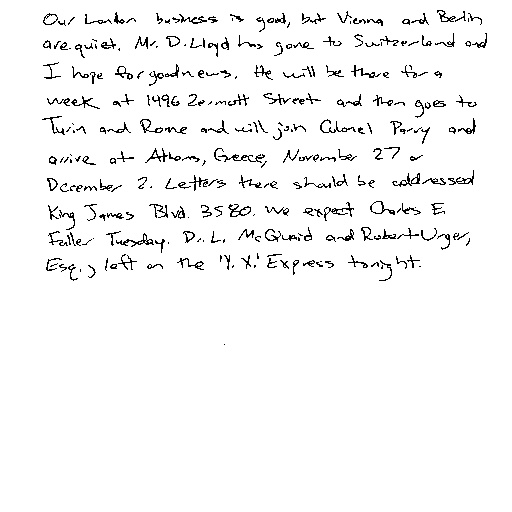 Our London business is good, but Vienna and Berlin
are quiet. Mr. D. Lloyd has gone to Switzerland and
I hope for good news. He will be there for a
week at 1496 Zermott Street and then goes to
Turin and Rome and will join Colonel Parry and
arrive at Athens, Greece, November 27 or
December 2. Letters there should be addressed
King James Blvd. 3580. We expect Charles E.
Fuller Tuesday. Dr. L. McQuaid and Robert Unger,
Esq., left on the 'Y. X.' Express tonight.